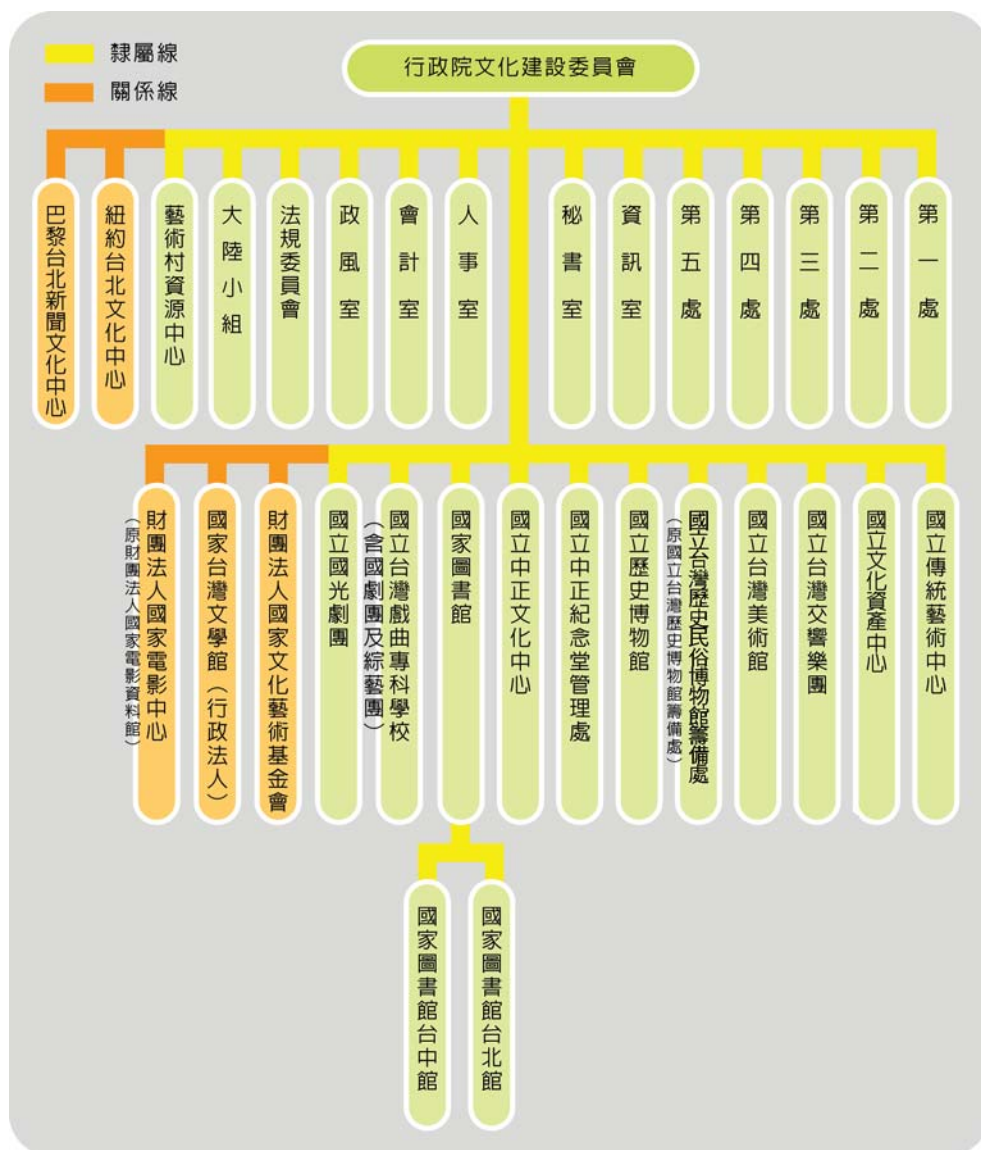 隸屬線
關係線
行政院文化建設委員會
第一處
第二處
第三處
第四處
第五處
資訊室
秘書室
人事室
會計室
政風室
法規委員會
大陸小組
藝術村資源中心
紐約台北文化中心
巴黎台北新聞文化中心
國立傳統藝術中心
國立文化資產中心
國立台灣交響樂團
國立台灣美術館
國立台灣歷史民俗博物館籌備處
（原國立台灣歷史博物館籌備處）
國立歷史博物館
國立中正紀念堂管理處
國立中正文化中心
國家圖書館
國立台灣戲曲專科學校
（含國劇團及綜藝團）
國立國光劇團
財團法人國家文化藝術基金會
國家台灣文學館（行政法人）
財團法人國家電影中心
（原財團法人國家電影資料館）
國家圖書館台北館
國家圖書館台中館